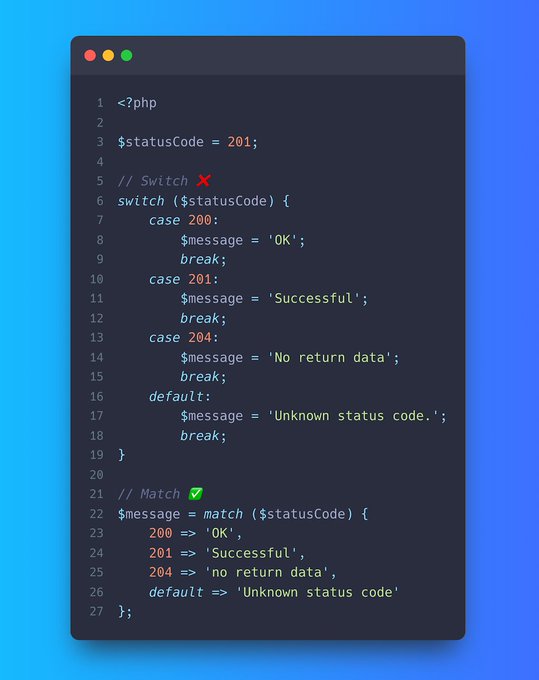 1 <?php
2
3 $statusCode = 201;
4
5 // Switch ❌
6 switch ($statusCode) {
7     case 200:
8         $message = 'OK';
9         break;
10     case 201:
11         $message = 'Successful';
12         break;
13     case 204:
14         $message = 'No return data';
15         break;
16     default:
17         $message = 'Unknown status code.';
18         break;
19 }
20
21 // Match ✅
22 $message = match ($statusCode) {
23     200 => 'OK',
24     201 => 'Successful',
25     204 => 'no return data',
26     default => 'Unknown status code'
27 };